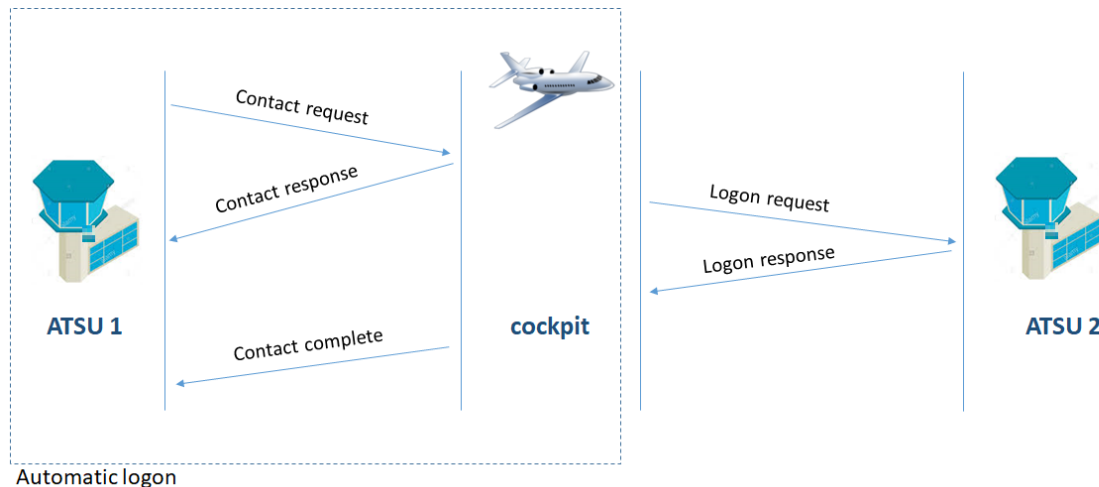 Contact request
Contact response
Logon request
Logon response
ATSU 1
cockpit
ATSU 2
Contact complete
Automatic logon